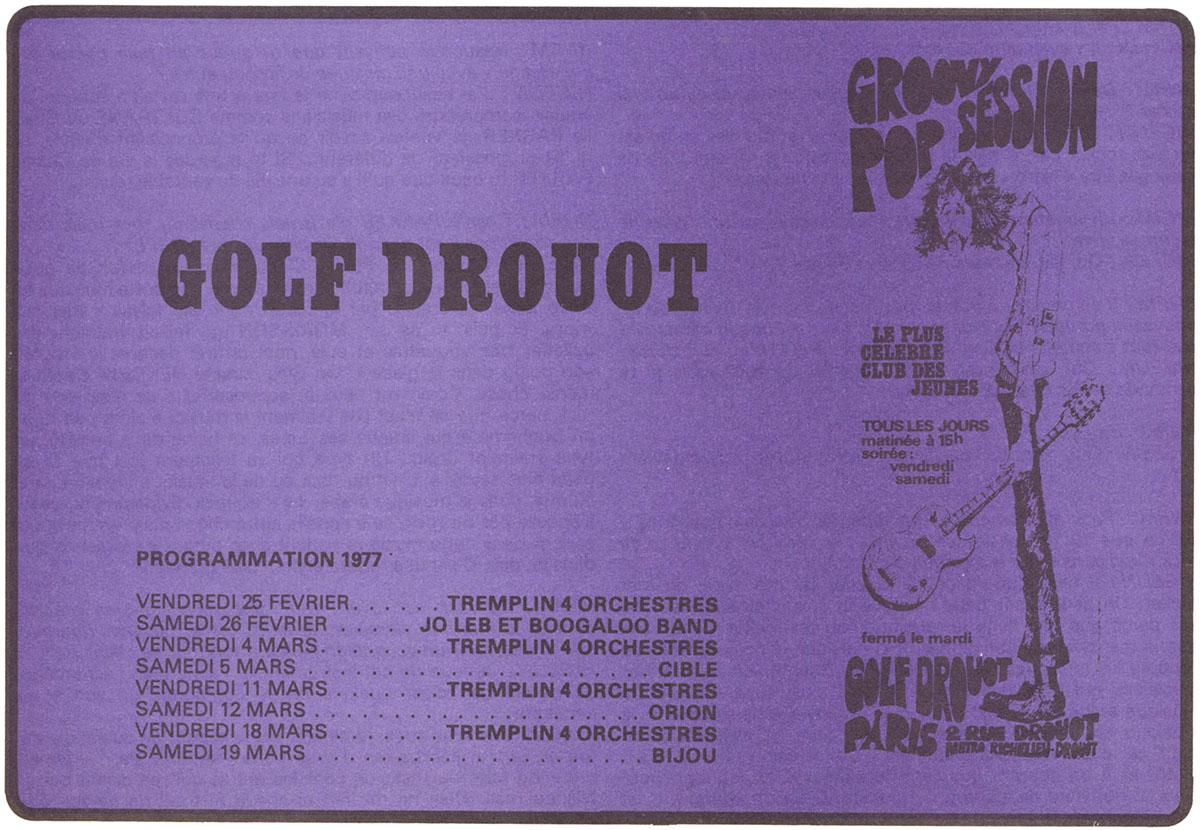 GOLF DROUOT
PROGRAMMATION 1977
VENDREDI 25 FEVRIER. . . . . . TREMPLIN 4 ORCHESTRES
SAMEDI 26 FEVRIER . . . . . JO LEB ET BOOGALOO BAND
VENDREDI 4 MARS. . . . . . . . TREMPLIN 4 ORCHESTRES
SAMEDI 5 MARS . . . . . . . . . . . . . . . . . . . . . . . . . CIBLE
VENDREDI 11 MARS . . . . . . . TREMPLIN 4 ORCHESTRES
SAMEDI 12 MARS . . . . . . . . . . . . . . . . . . . . . . . . ORION
VENDREDI 18 MARS . . . . . . . TREMPLIN 4 ORCHESTRES
SAMEDI 19 MARS . . . . . . . . . . . . . . . . . . . . . . . . BIJOU
GROOVY
POP SESSION
LE PLUS
CELEBRE
CLUB DES
JEUNES
TOUS LES JOURS
matinée à 15h
soirée :
vendredi
samedi
fermé le mardi
GOLF DROUOT
PARIS 2 RUE DROUOT
METRO RICHELIEU-DROUOT